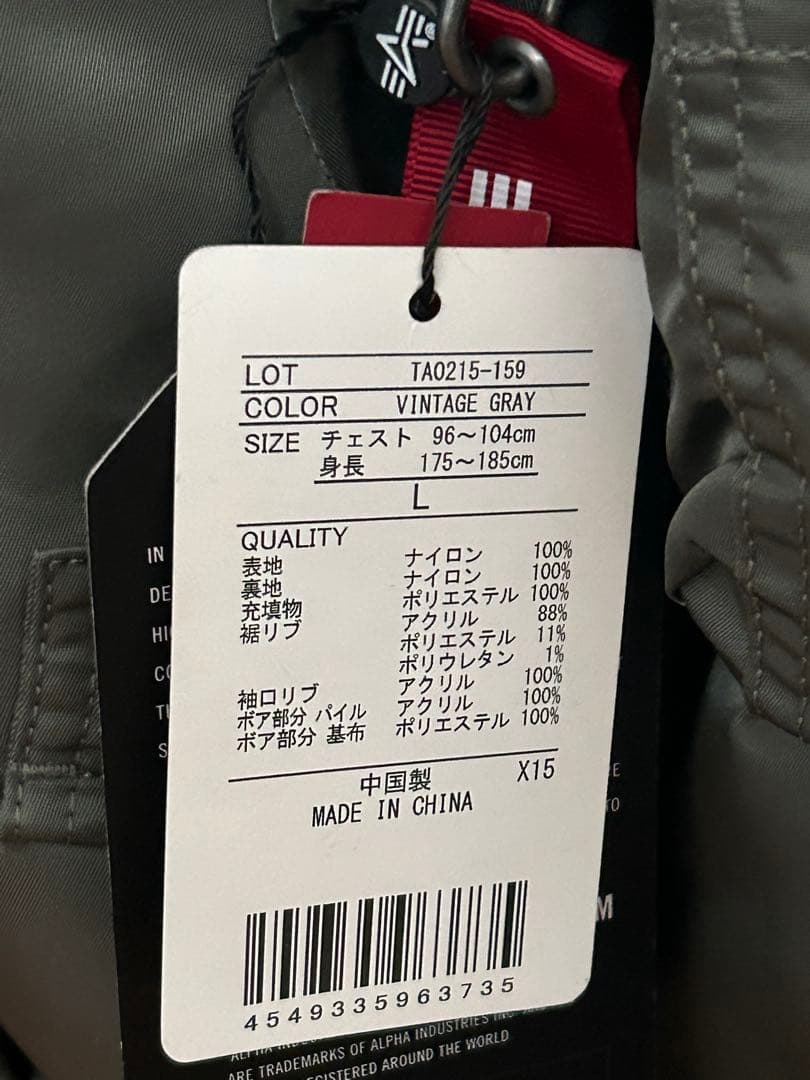 LOT TA0215-159
COLOR VINTAGE GRAY
SIZE チェスト 96～104cm
身長 175～185cm
L
QUALITY
表地 ナイロン 100%
裏地 ナイロン 100%
充填物 ポリエステル 100%
裾リブ アクリル 88%
ポリエステル 11%
ポリウレタン 1%
袖口リブ アクリル 100%
ボア部分 パイル アクリル 100%
ボア部分 基布 ポリエステル 100%
中国製 X15
MADE IN CHINA
4549335963735
IN
ARE TRADEMARKS OF ALPHA INDUSTRIES INC
REGISTERED AROUND THE WORLD